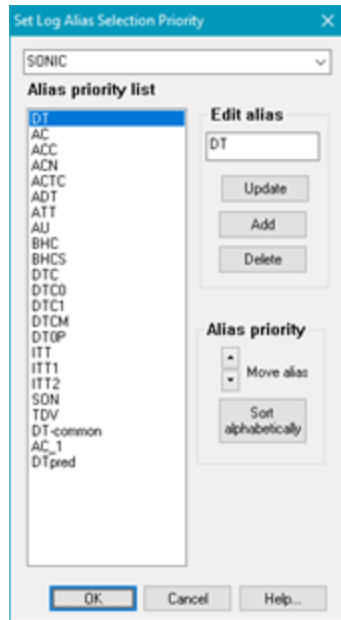 Set Log Alias Selection Priority
SONIC
Alias priority list
DT
AC
ACC
ACN
ACTC
ADT
ATT
AU
BHC
BHCS
DTC
DTC0
DTC1
DTCM
DTOP
ITT
ITT1
ITT2
SON
TDV
DT-common
AC_1
DTpred
Edit alias
DT
Update
Add
Delete
Alias priority
Move alias
Sort
alphabetically
OK
Cancel
Help...